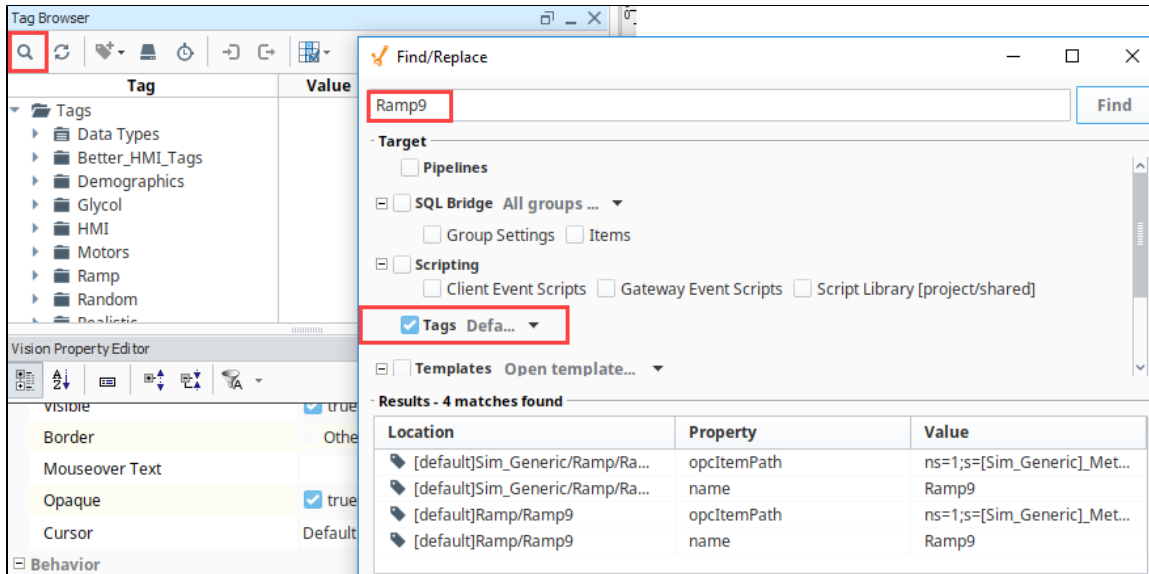 Tag Browser
Tag Value
Tags
Data Types
Better_HMI_Tags
Demographics
Glycol
HMI
Motors
Ramp
Random
Realistic
Vision Property Editor
Visible true
Border Othe
Mouseover Text
Opaque true
Cursor Default
Behavior
Find/Replace
Ramp9 Find
Target
Pipelines
SQL Bridge All groups ...
Group Settings Items
Scripting
Client Event Scripts Gateway Event Scripts Script Library [project/shared]
Tags Defa...
Templates Open template...
Results - 4 matches found
Location Property Value
[default]Sim_Generic/Ramp/Ra... opcItemPath ns=1;s=[Sim_Generic]_Met...
[default]Sim_Generic/Ramp/Ra... name Ramp9
[default]Ramp/Ramp9 opcItemPath ns=1;s=[Sim_Generic]_Met...
[default]Ramp/Ramp9 name Ramp9